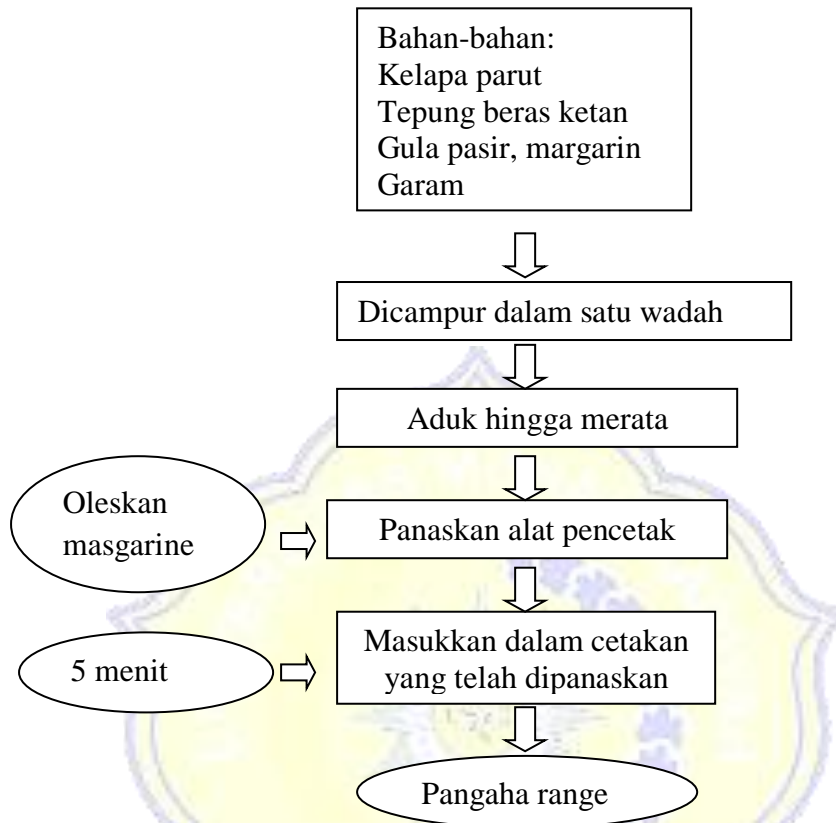 Bahan-bahan:
Kelapa parut
Tepung beras ketan
Gula pasir, margarin
Garam
Dicampur dalam satu wadah
Aduk hingga merata
Oleskan
masgarine
Panaskan alat pencetak
5 menit
Masukkan dalam cetakan
yang telah dipanaskan
Pangaha range